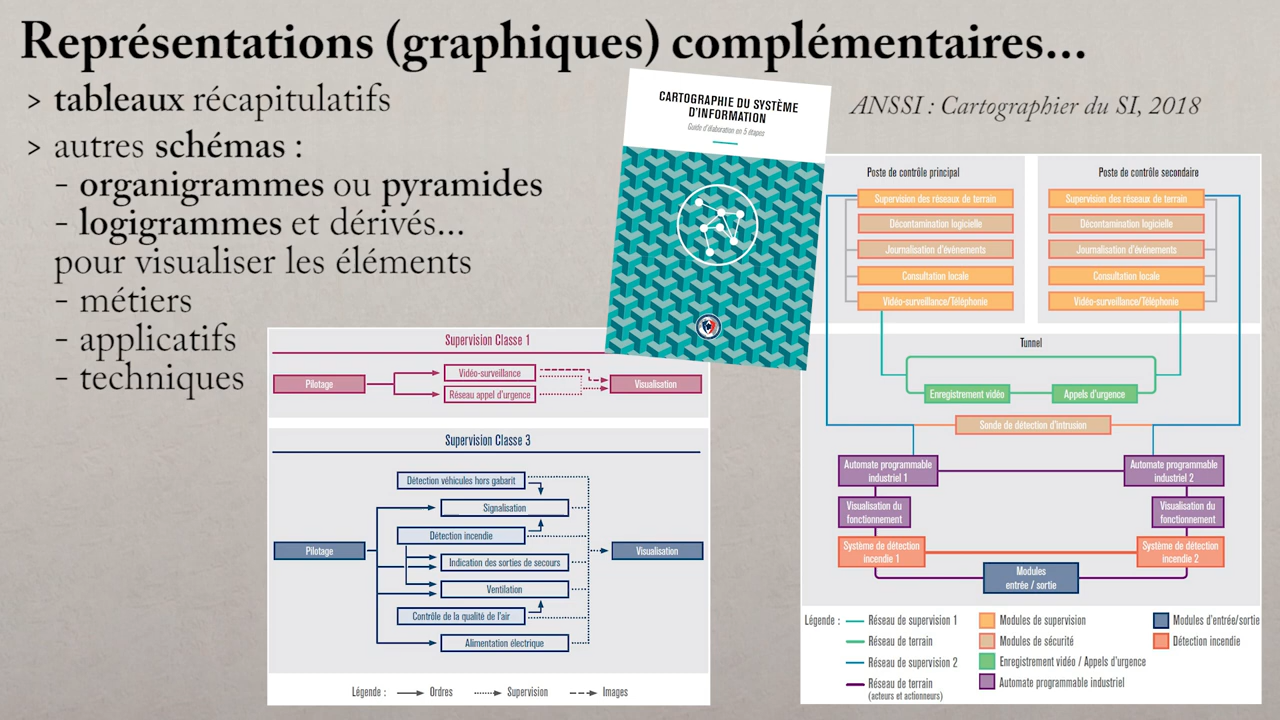 Représentations (graphiques) complémentaires...
> tableaux récapitulatifs
> autres schémas :
- organigrammes ou pyramides
- logigrammes et dérivés...
pour visualiser les éléments
- métiers
- applicatifs
- techniques
CARTOGRAPHIE DU SYSTÈME
D'INFORMATION
Guide d'élaboration en 5 étapes
ANSSI : Cartographier du SI, 2018
Supervision Classe 1
Pilotage
Vidéo-surveillance
Réseau appel d'urgence
Visualisation
Supervision Classe 3
Détection véhicules hors gabarit
Signalisation
Détection incendie
Pilotage
Indication des sorties de secours
Visualisation
Ventilation
Contrôle de la qualité de l'air
Alimentation électrique
Légende :
Ordres
Supervision
Images
Poste de contrôle principal
Supervision des réseaux de terrain
Décontamination logicielle
Journalisation d'événements
Consultation locale
Vidéo-surveillance/Téléphonie
Poste de contrôle secondaire
Supervision des réseaux de terrain
Décontamination logicielle
Journalisation d'événements
Consultation locale
Vidéo-surveillance/Téléphonie
Tunnel
Enregistrement vidéo
Appels d'urgence
Sonde de détection d'intrusion
Automate programmable
industriel 1
Automate programmable
industriel 2
Visualisation du
fonctionnement
Visualisation du
fonctionnement
Système de détection
incendie 1
Système de détection
incendie 2
Modules
entrée / sortie
Légende :
Réseau de supervision 1
Réseau de terrain
Réseau de supervision 2
Réseau de terrain
(acteurs et actionneurs)
Modules de supervision
Modules de sécurité
Enregistrement vidéo / Appels d'urgence
Automate programmable industriel
Modules d'entrée/sortie
Détection incendie